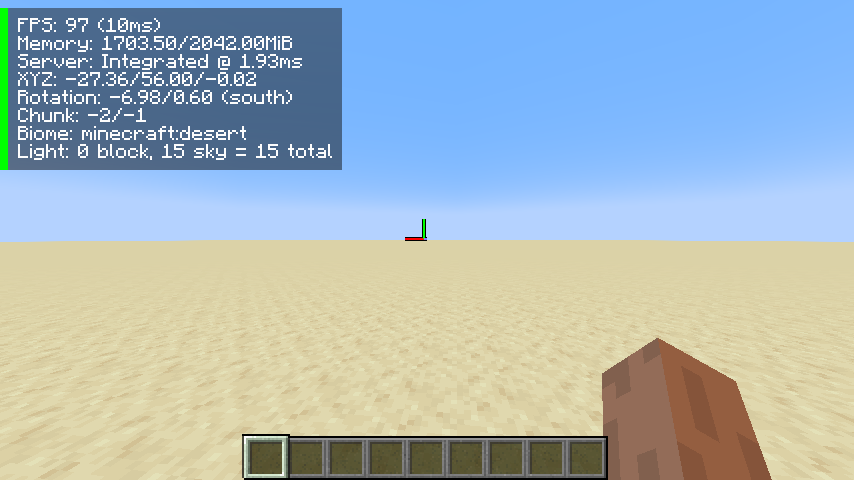 FPS: 97 (10ms)
Memory: 1703.50/2042.00MiB
Server: Integrated @ 1.93ms
XYZ: -27.36/56.00/-0.02
Rotation: -6.98/0.60 (south)
Chunk: -2/-1
Biome: minecraft:desert
Light: 0 block, 15 sky = 15 total